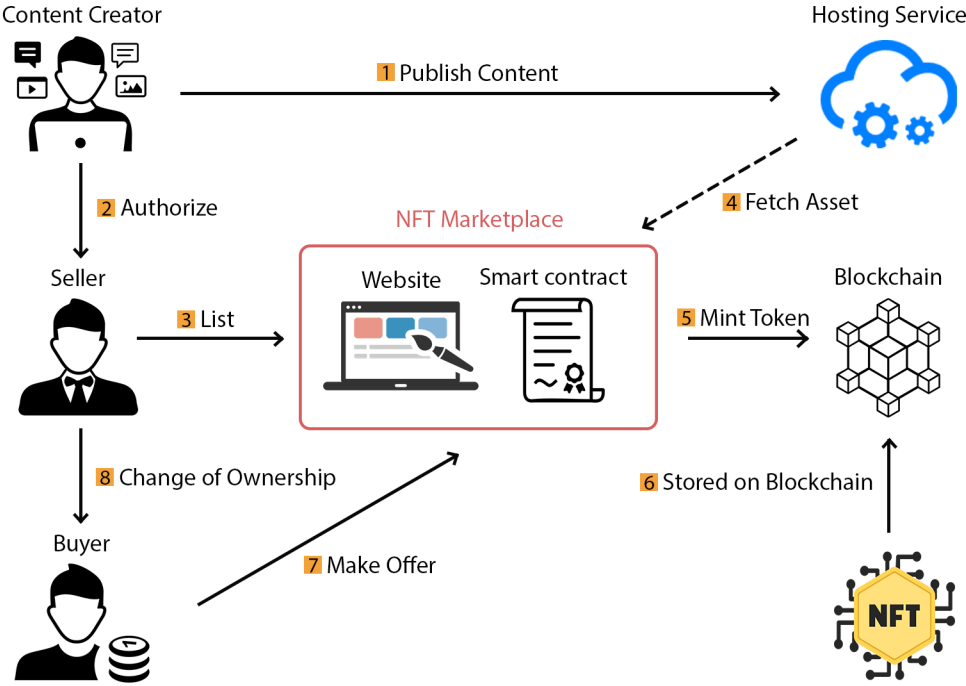 Content Creator
Hosting Service
1 Publish Content
2 Authorize
4 Fetch Asset
NFT Marketplace
Seller
Website
Smart contract
Blockchain
3 List
5 Mint Token
8 Change of Ownership
6 Stored on Blockchain
Buyer
7 Make Offer
NFT
1